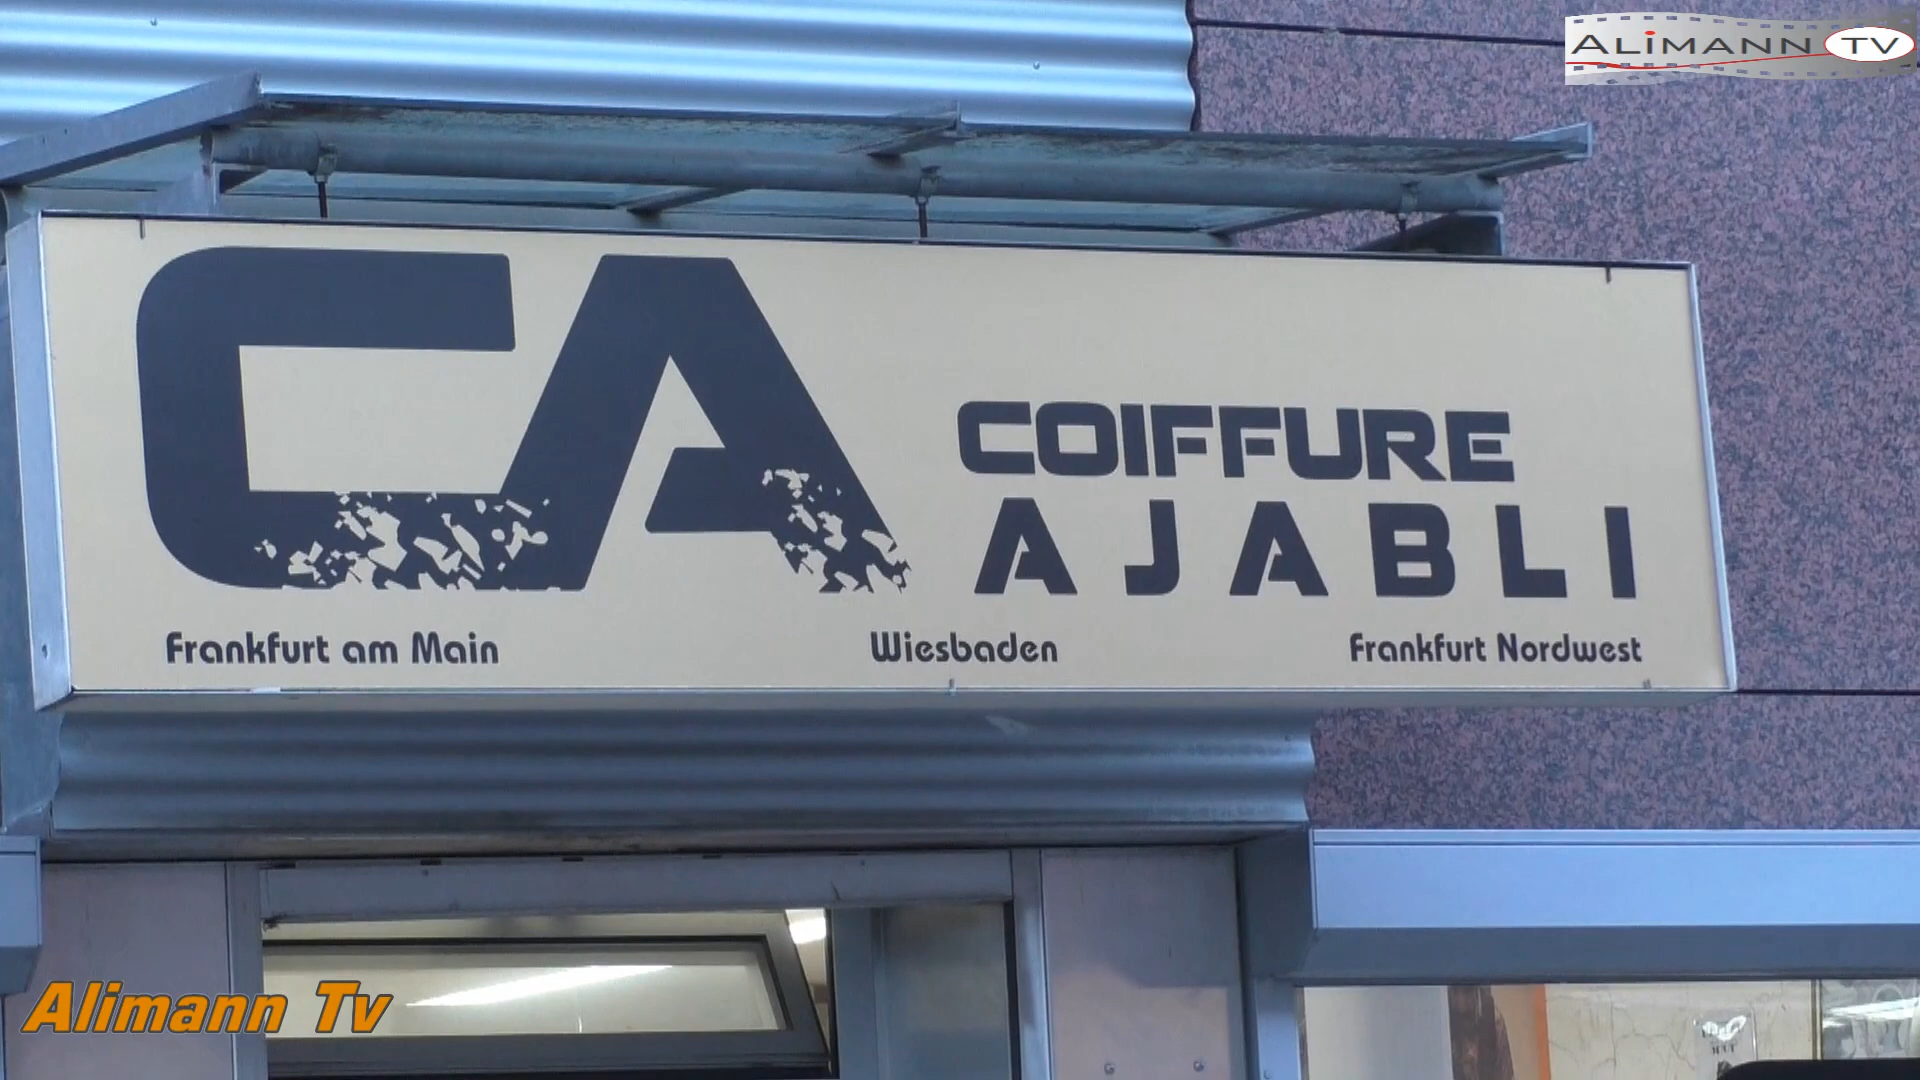 ALiMANN TV
CA
COIFFURE
AJABLI
Frankfurt am Main
Wiesbaden
Frankfurt Nordwest
Alimann Tv